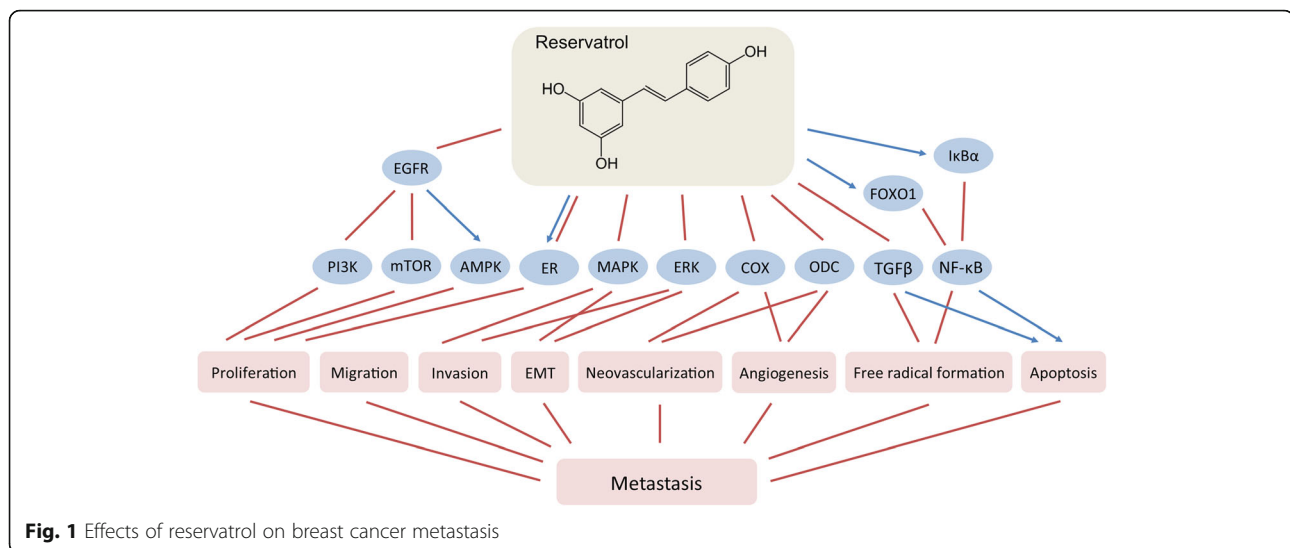 Reservatrol
OH
HO
OH
EGFR
IκBα
FOXO1
PI3K
mTOR
AMPK
ER
MAPK
ERK
COX
ODC
TGFβ
NF-κB
Proliferation
Migration
Invasion
EMT
Neovascularization
Angiogenesis
Free radical formation
Apoptosis
Metastasis
Fig. 1 Effects of reservatrol on breast cancer metastasis